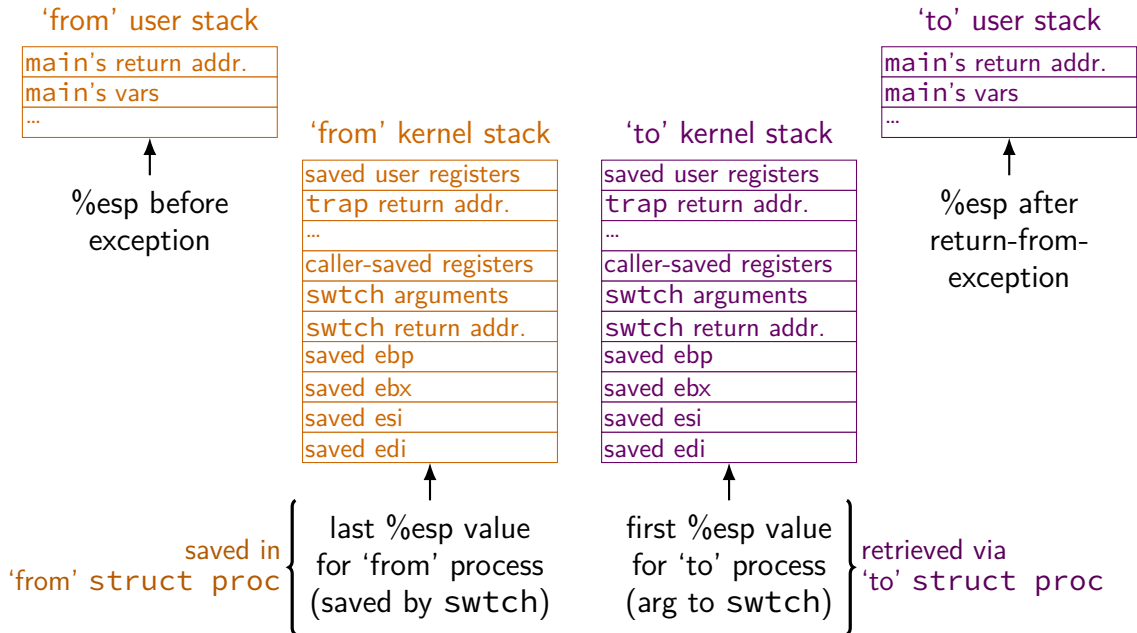 ‘from’ user stack
main's return addr.
main's vars
...
%esp before
exception
‘from’ kernel stack
saved user registers
trap return addr.
...
caller-saved registers
swtch arguments
swtch return addr.
saved ebp
saved ebx
saved esi
saved edi
last %esp value
for ‘from’ process
(saved by swtch)
saved in
‘from’ struct proc
‘to’ kernel stack
saved user registers
trap return addr.
...
caller-saved registers
swtch arguments
swtch return addr.
saved ebp
saved ebx
saved esi
saved edi
first %esp value
for ‘to’ process
(arg to swtch)
retrieved via
‘to’ struct proc
‘to’ user stack
main's return addr.
main's vars
...
%esp after
return-from-
exception